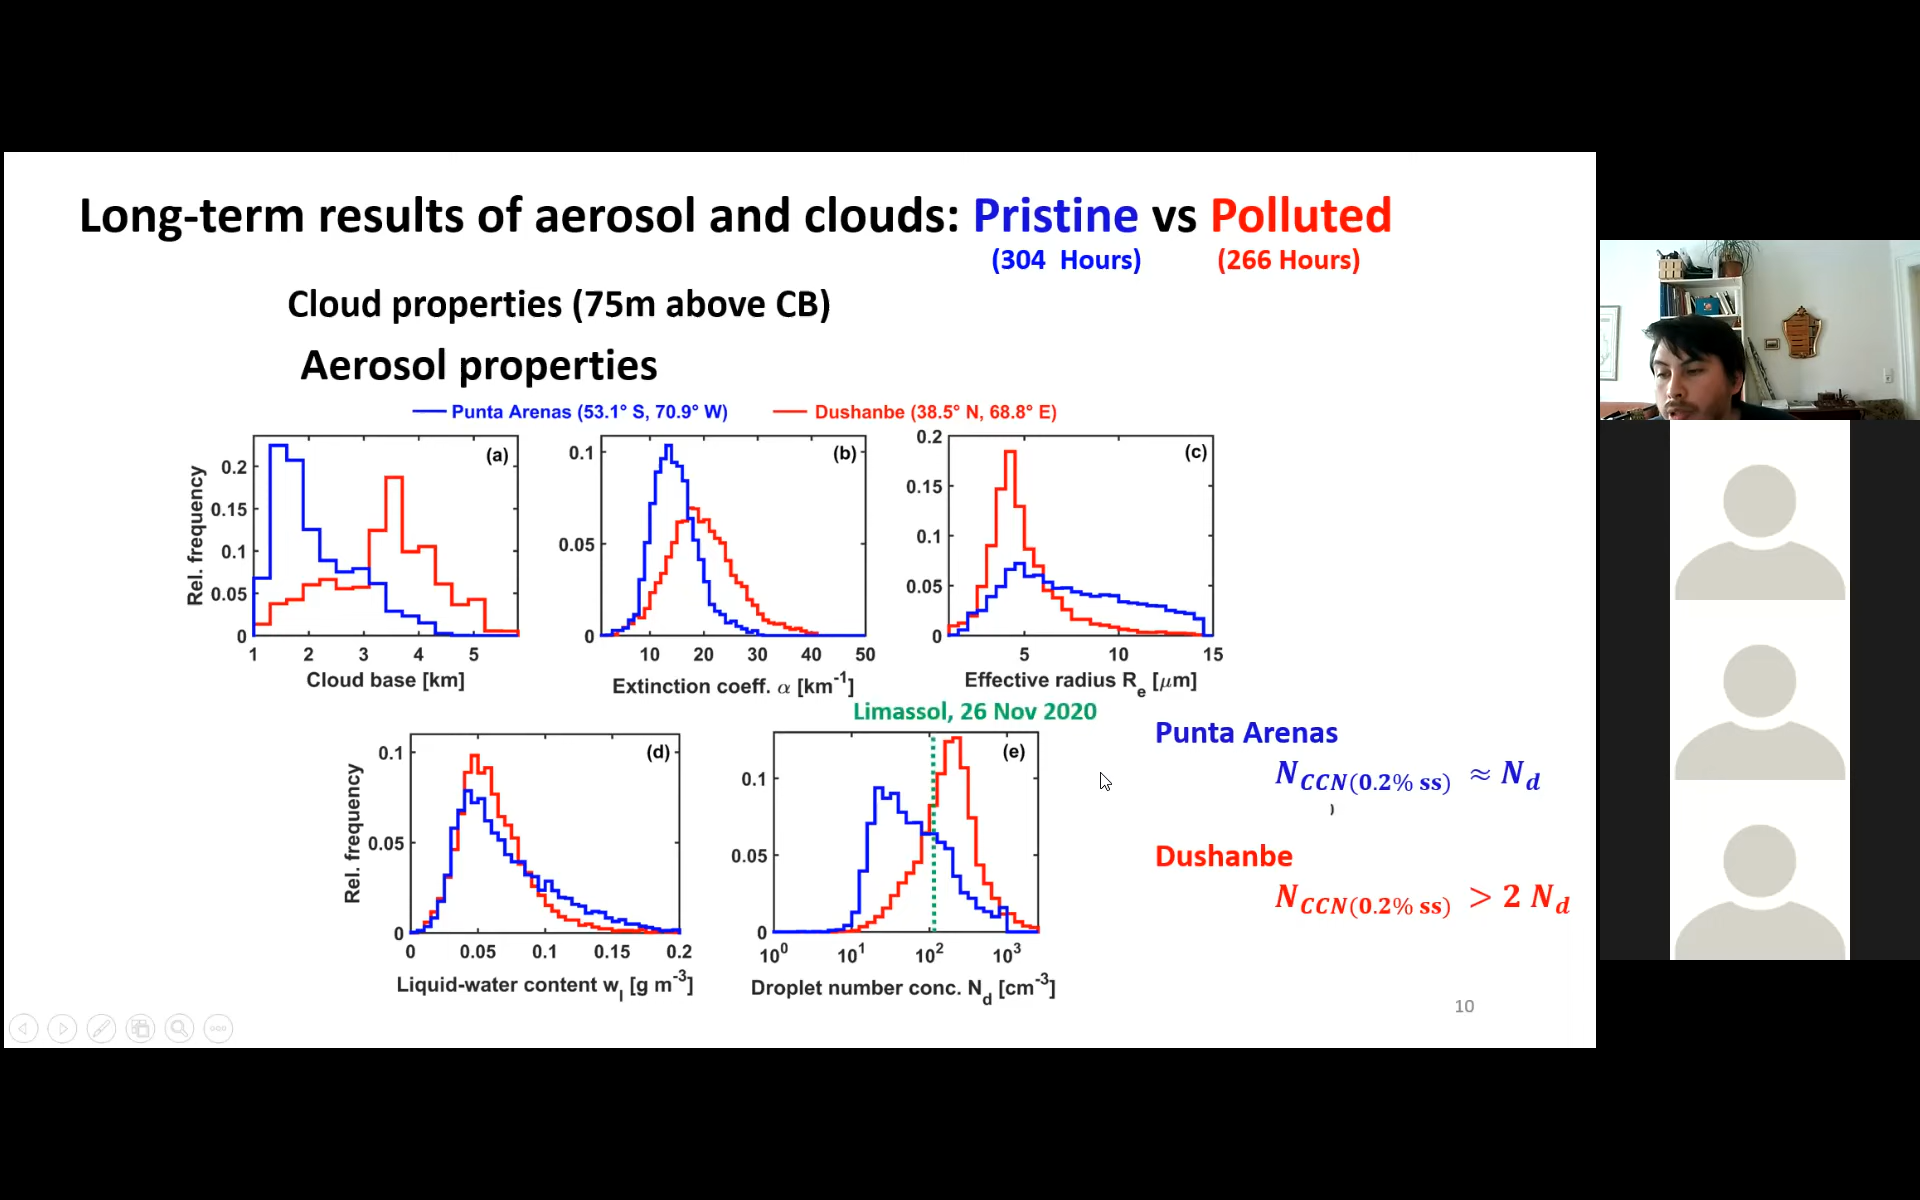 Long-term results of aerosol and clouds: Pristine vs Polluted
(304 Hours) (266 Hours)
Cloud properties (75m above CB)
Aerosol properties
Punta Arenas (53.1° S, 70.9° W) Dushanbe (38.5° N, 68.8° E)
(a)
Rel. frequency
0.2
0.15
0.1
0.05
0
1 2 3 4 5
Cloud base [km]
(b)
0.1
0.05
0
10 20 30 40 50
Extinction coeff. α [km⁻¹]
(c)
0.2
0.15
0.1
0.05
0
5 10 15
Effective radius Rₑ [μm]
Limassol, 26 Nov 2020
(d)
Rel. frequency
0.1
0.05
0
0 0.05 0.1 0.15 0.2
Liquid-water content wₗ [g m⁻³]
(e)
0.1
0.05
0
10⁰ 10¹ 10² 10³
Droplet number conc. N_d [cm⁻³]
Punta Arenas
N_CCN(0.2% ss) ≈ N_d
)
Dushanbe
N_CCN(0.2% ss) > 2 N_d
10